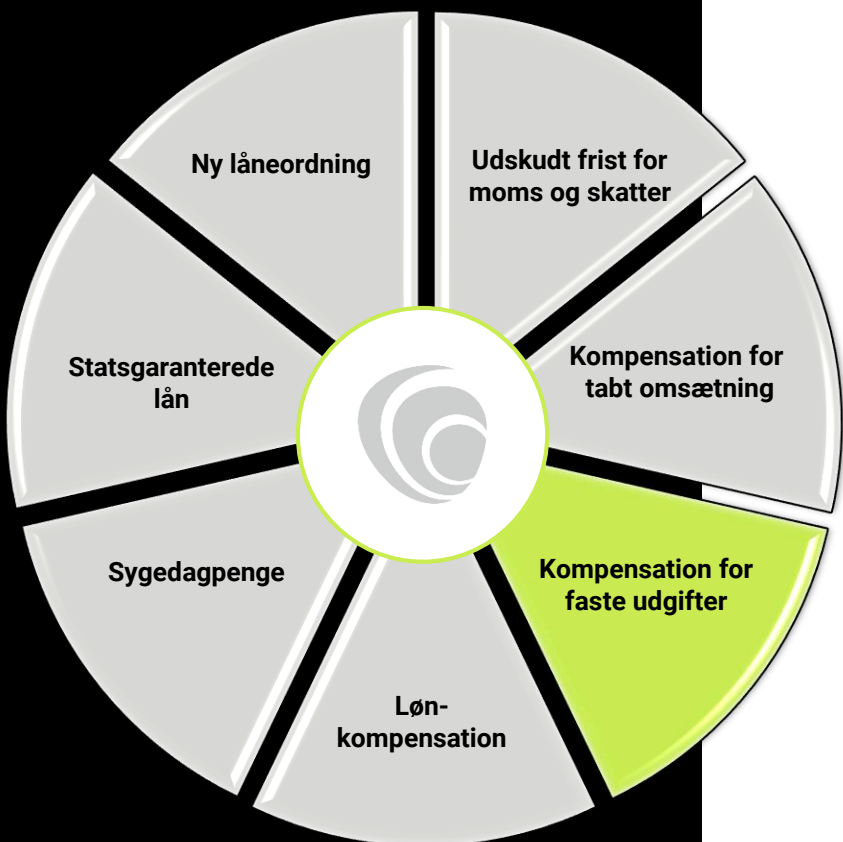 Ny låneordning
Udskudt frist for
moms og skatter
Statsgaranterede
lån
Kompensation for
tabt omsætning
Sygedagpenge
Kompensation for
faste udgifter
Løn-
kompensation